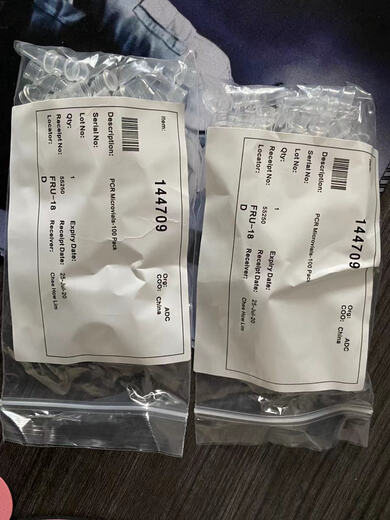 Item: 144709 Org: ADC
COO: China
Description: PCR Microvials-100 Pack
Serial No:
Lot No:
Qty: 1 Expiry Date:
Receipt No: 55250 Receipt Date: 25-Jul-20
Locator: FRU-18 Receiver: Chee How Lim
D
144709 Org: ADC
COO: China
Description: PCR Microvials-100 Pack
Serial No:
Lot No:
Qty: 1 Expiry Date:
Receipt No: 55250 Receipt Date: 25-Jul-20
Locator: FRU-18 Receiver: Chee How Lim
D